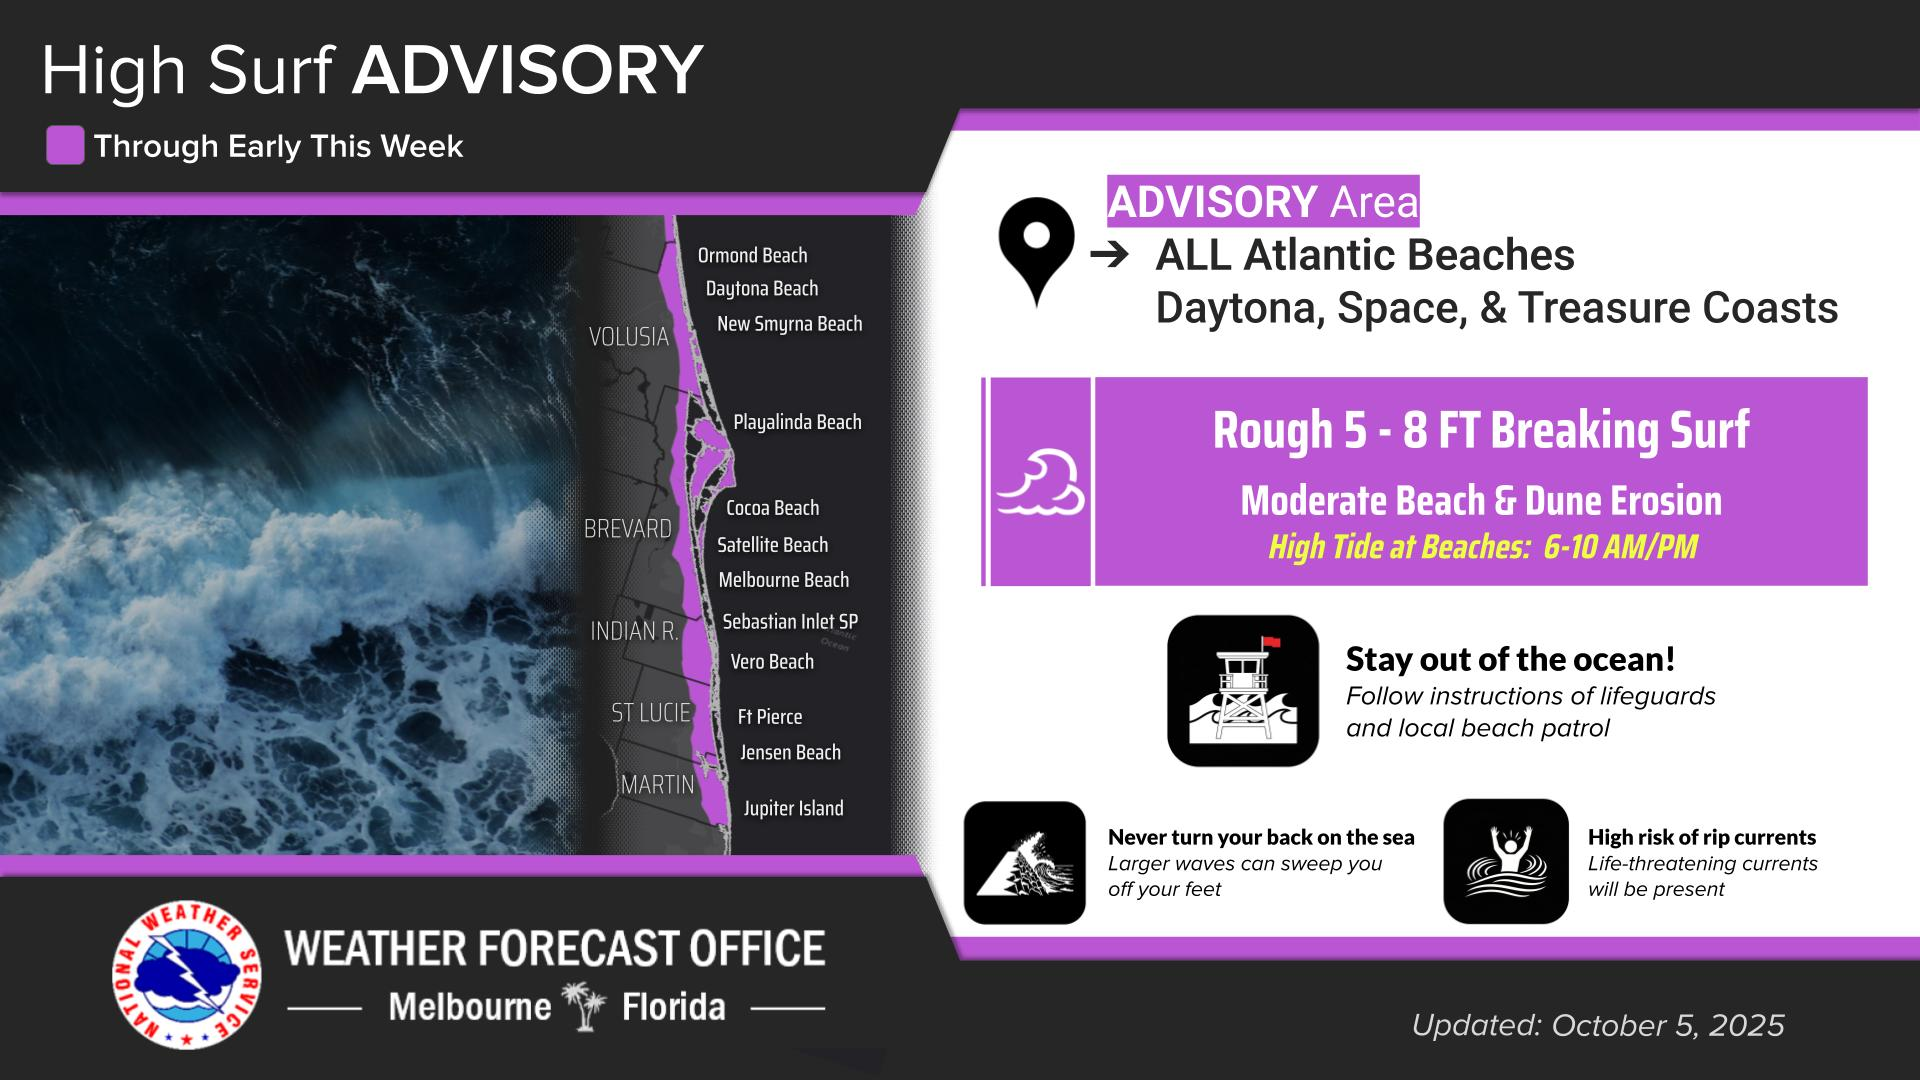 High Surf ADVISORY
Through Early This Week
Ormond Beach
Daytona Beach
New Smyrna Beach
VOLUSIA
Playalinda Beach
Cocoa Beach
BREVARD
Satellite Beach
Melbourne Beach
Sebastian Inlet SP
INDIAN R.
Ocean
Vero Beach
ST LUCIE
Ft Pierce
Jensen Beach
MARTIN
Jupiter Island
ADVISORY Area
➔ ALL Atlantic Beaches
Daytona, Space, & Treasure Coasts
Rough 5 - 8 FT Breaking Surf
Moderate Beach & Dune Erosion
High Tide at Beaches: 6-10 AM/PM
Stay out of the ocean!
Follow instructions of lifeguards
and local beach patrol
Never turn your back on the sea
Larger waves can sweep you
off your feet
High risk of rip currents
Life-threatening currents
will be present
NATIONAL WEATHER SERVICE
WEATHER FORECAST OFFICE
Melbourne Florida
Updated: October 5, 2025